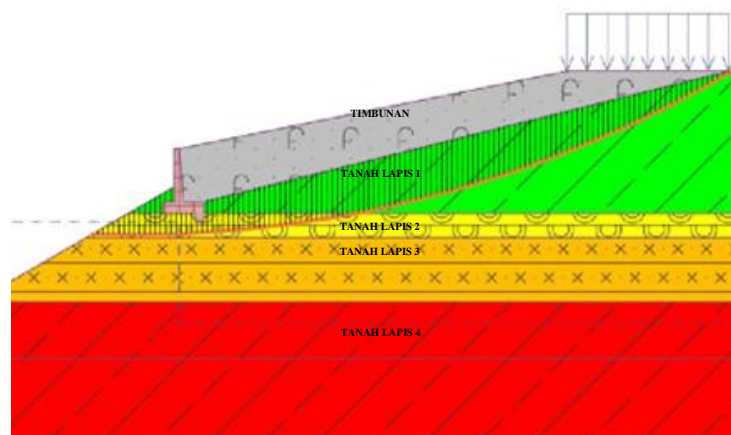 TIMBUNAN
TANAH LAPIS 1
TANAH LAPIS 2
TANAH LAPIS 3
TANAH LAPIS 4